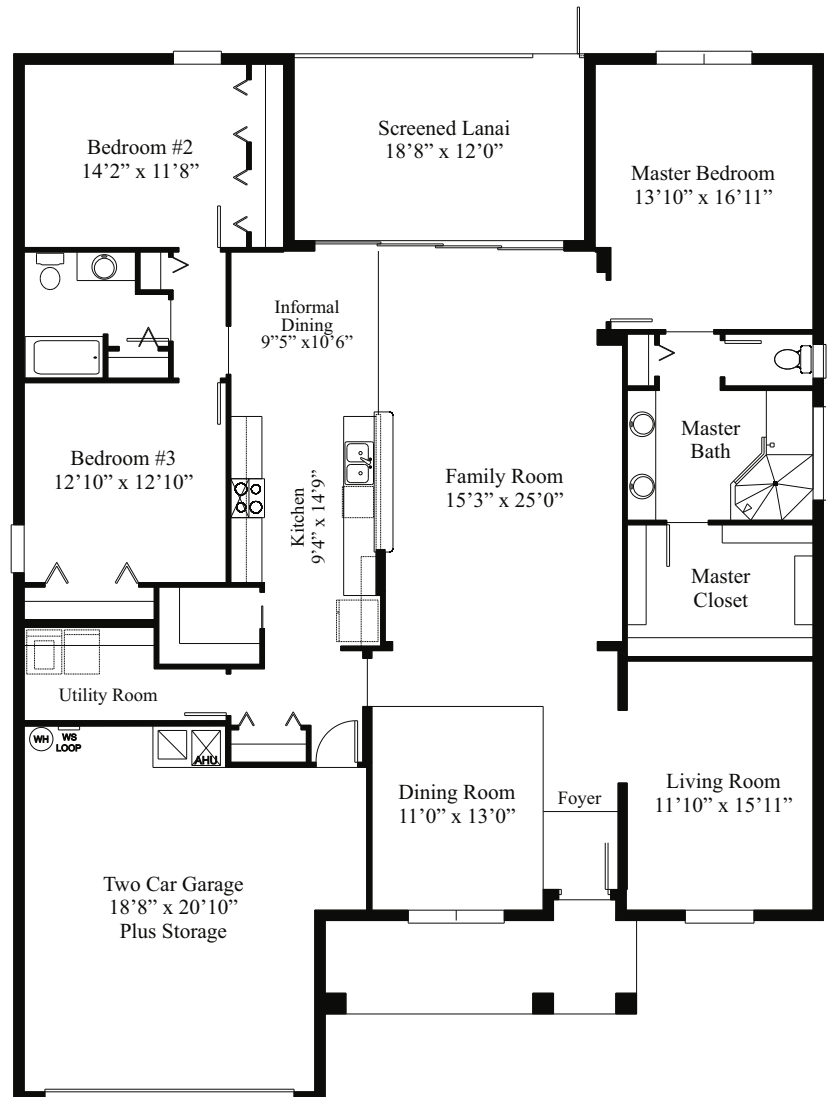 Bedroom #2
14’2” x 11’8”
Screened Lanai
18’8” x 12’0”
Master Bedroom
13’10” x 16’11”
Informal
Dining
9”5” x10’6”
Bedroom #3
12’10” x 12’10”
Kitchen
9’4” x 14’9”
Family Room
15’3” x 25’0”
Master
Bath
Master
Closet
Utility Room
WH
WS
LOOP
AHU
Dining Room
11’0” x 13’0”
Foyer
Living Room
11’10” x 15’11”
Two Car Garage
18’8” x 20’10”
Plus Storage